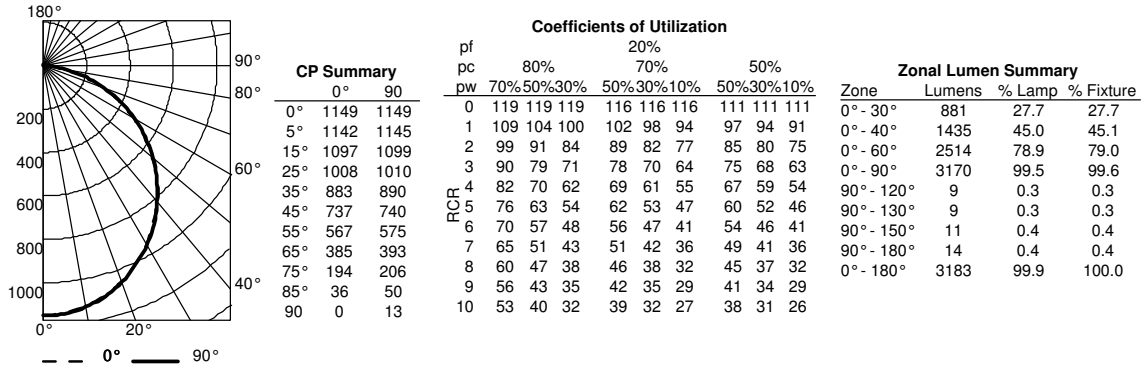 180°
90°
80°
200
400
60°
600
800
1000
40°
0° 20°
0° 90°
CP Summary
0° 90
0° 1149 1149
5° 1142 1145
15° 1097 1099
25° 1008 1010
35° 883 890
45° 737 740
55° 567 575
65° 385 393
75° 194 206
85° 36 50
90 0 13
Coefficients of Utilization
pf 20%
pc 80% 70% 50%
pw 70%50%30% 50%30%10% 50%30%10%
RCR
0 119 119 119 116 116 116 111 111 111
1 109 104 100 102 98 94 97 94 91
2 99 91 84 89 82 77 85 80 75
3 90 79 71 78 70 64 75 68 63
4 82 70 62 69 61 55 67 59 54
5 76 63 54 62 53 47 60 52 46
6 70 57 48 56 47 41 54 46 41
7 65 51 43 51 42 36 49 41 36
8 60 47 38 46 38 32 45 37 32
9 56 43 35 42 35 29 41 34 29
10 53 40 32 39 32 27 38 31 26
Zonal Lumen Summary
Zone Lumens % Lamp % Fixture
0° - 30° 881 27.7 27.7
0° - 40° 1435 45.0 45.1
0° - 60° 2514 78.9 79.0
0° - 90° 3170 99.5 99.6
90° - 120° 9 0.3 0.3
90° - 130° 9 0.3 0.3
90° - 150° 11 0.4 0.4
90° - 180° 14 0.4 0.4
0° - 180° 3183 99.9 100.0